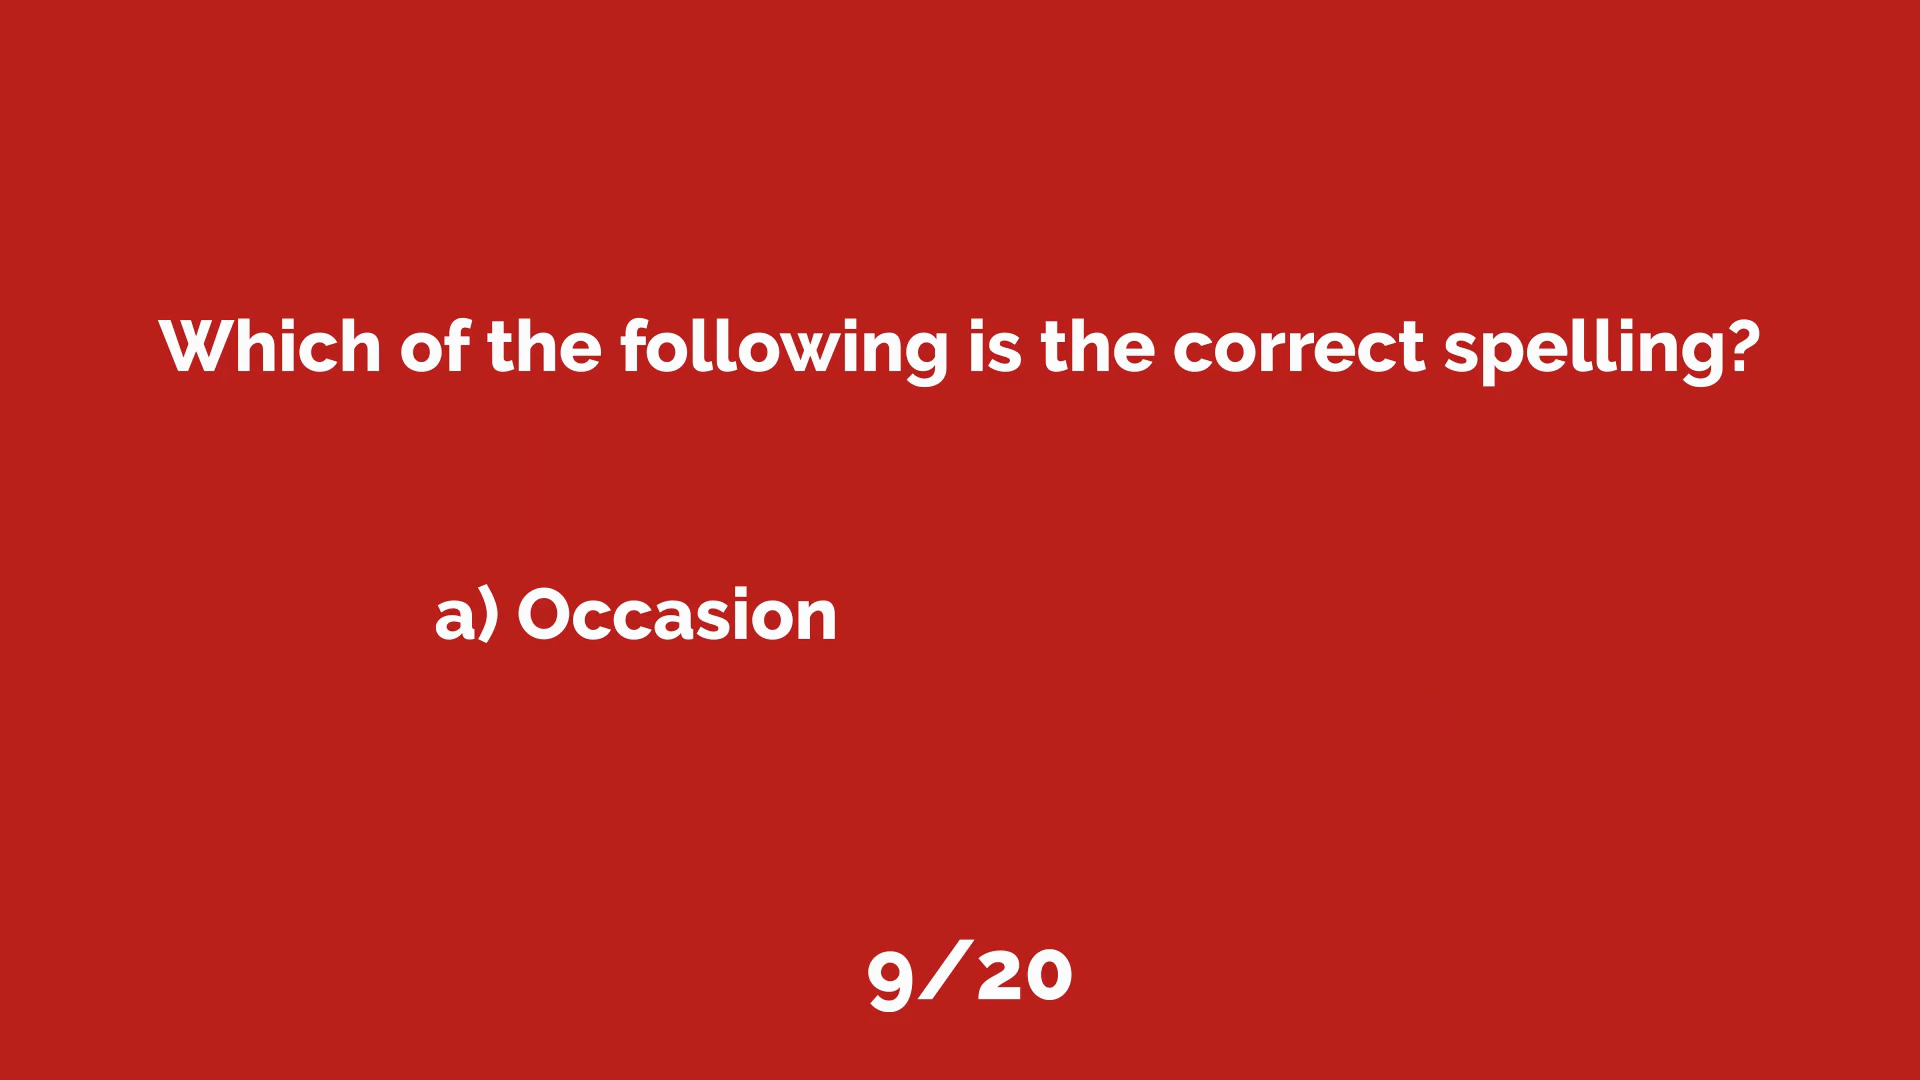 Which of the following is the correct spelling?
a) Occasion
9/20